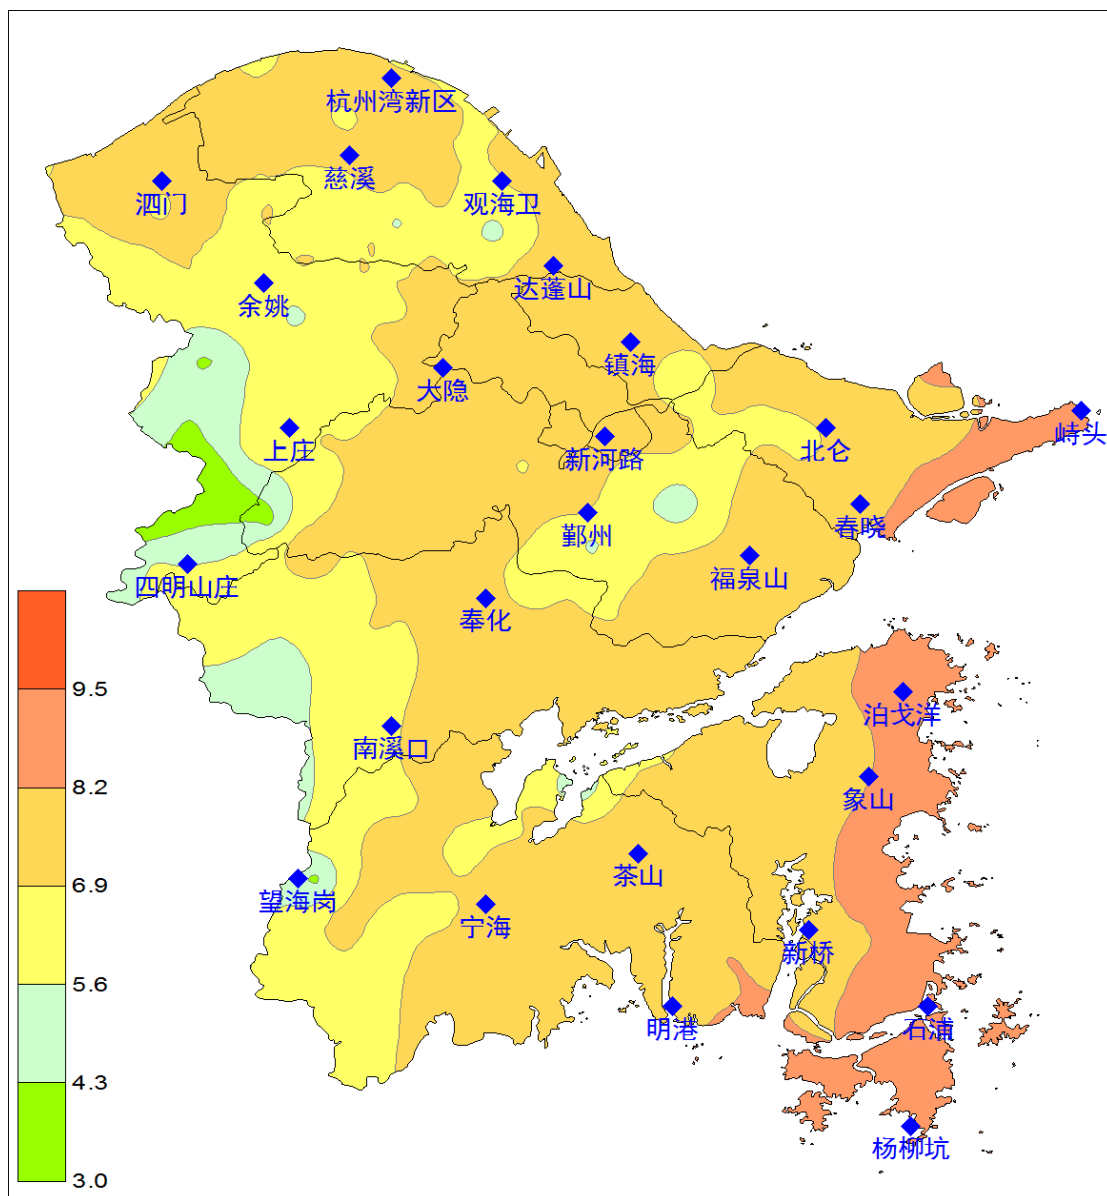 杭州湾新区
慈溪
泗门
观海卫
达蓬山
余姚
镇海
大隐
峙头
上庄
新河路
北仑
春晓
鄞州
福泉山
四明山庄
奉化
泊戈洋
南溪口
象山
茶山
望海岗
宁海
新桥
明港
石浦
杨柳坑
9.5
8.2
6.9
5.6
4.3
3.0